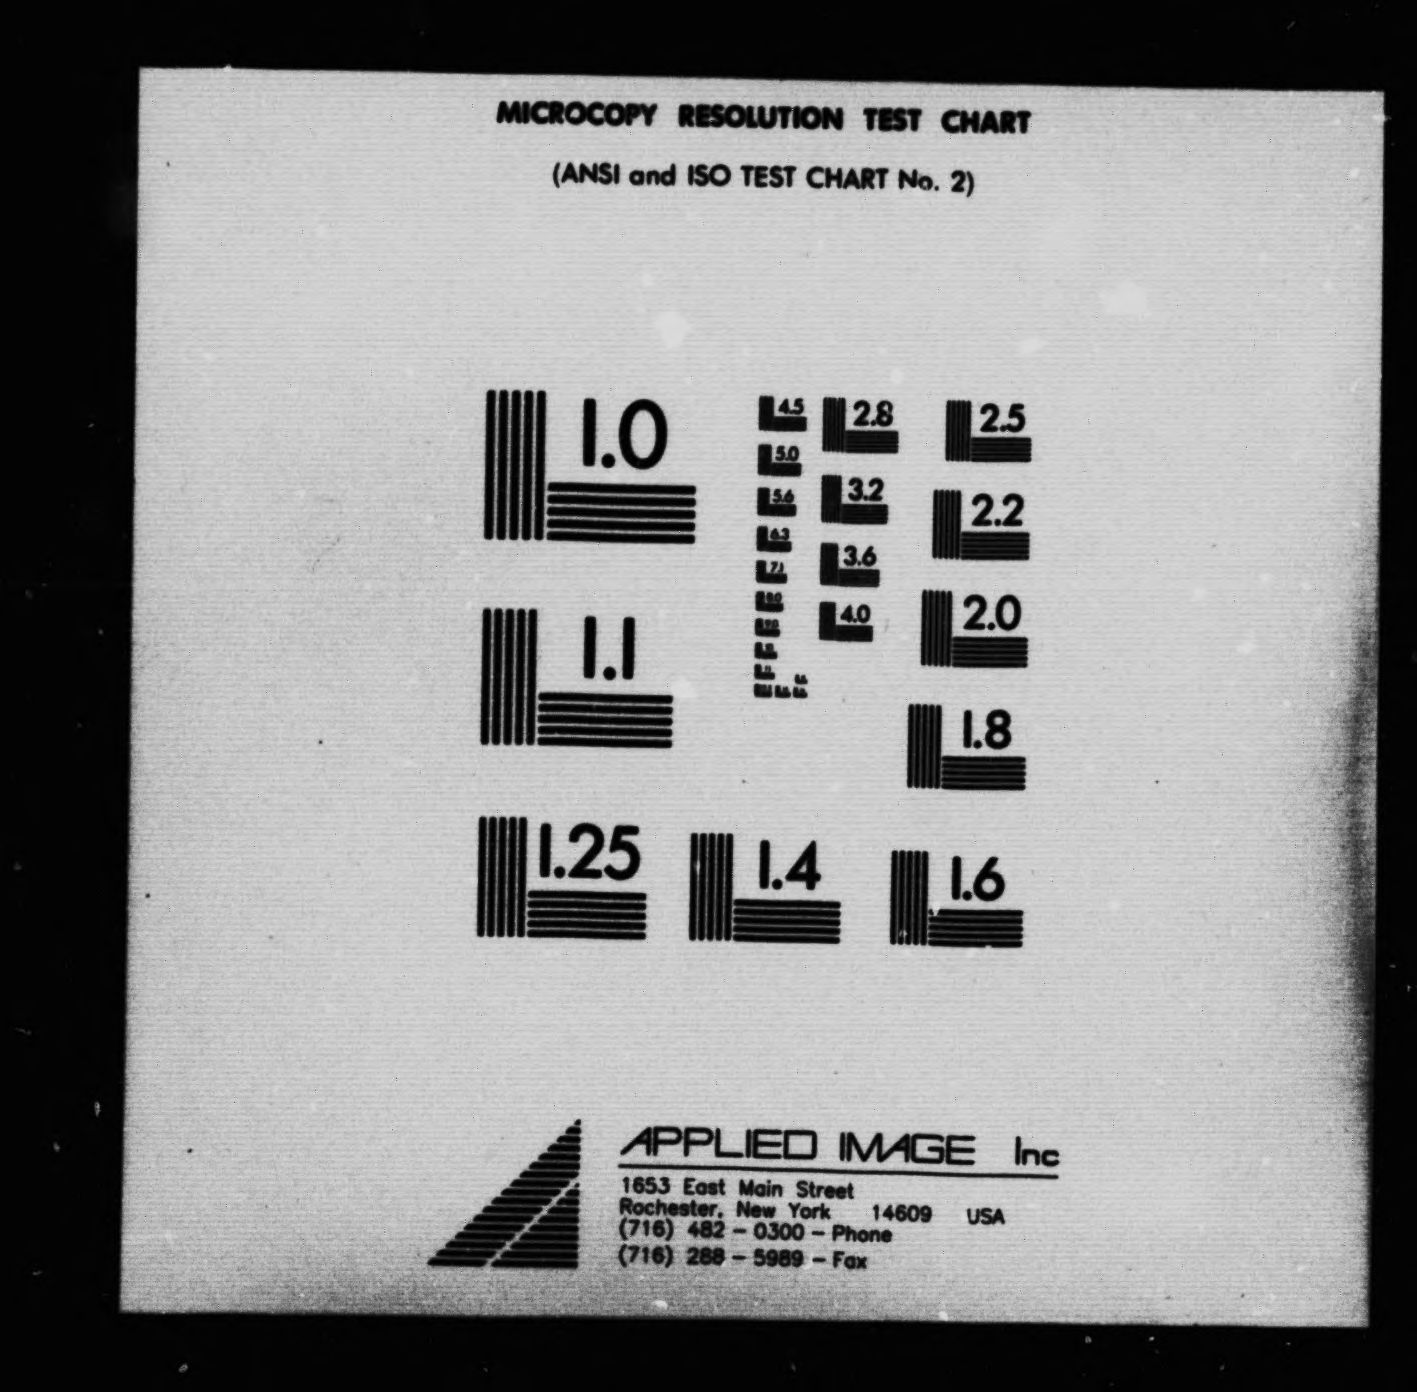 MICROCOPY RESOLUTION TEST CHART
(ANSI and ISO TEST CHART No. 2)
1.0
1.1
1.25
1.4
1.6
1.8
2.0
2.2
2.5
2.8
3.2
3.6
4.0
4.5
5.0
5.6
6.3
7.1
8.0
9.0
APPLIED IMAGE Inc
1653 East Main Street
Rochester, New York 14609 USA
(716) 482 - 0300 - Phone
(716) 288 - 5989 - Fax